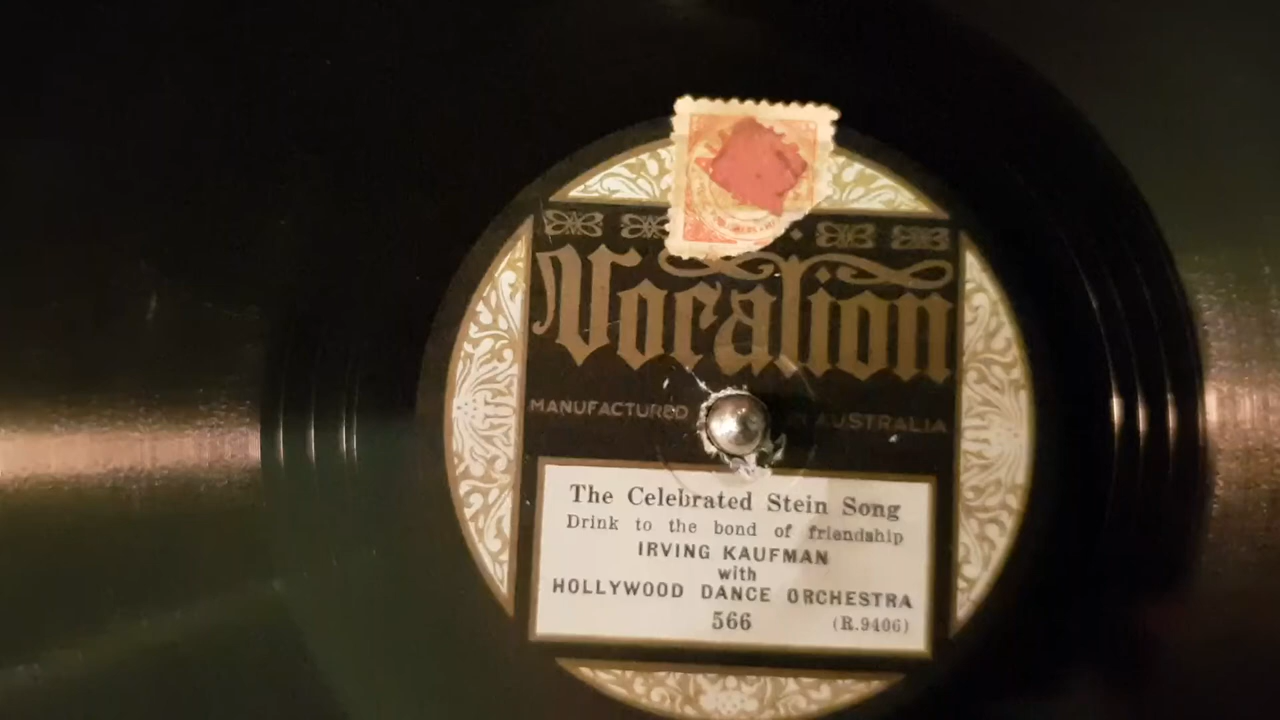 Vocalion
MANUFACTURED IN AUSTRALIA
The Celebrated Stein Song
Drink to the bond of friendship
IRVING KAUFMAN
with
HOLLYWOOD DANCE ORCHESTRA
566 (R.9406)